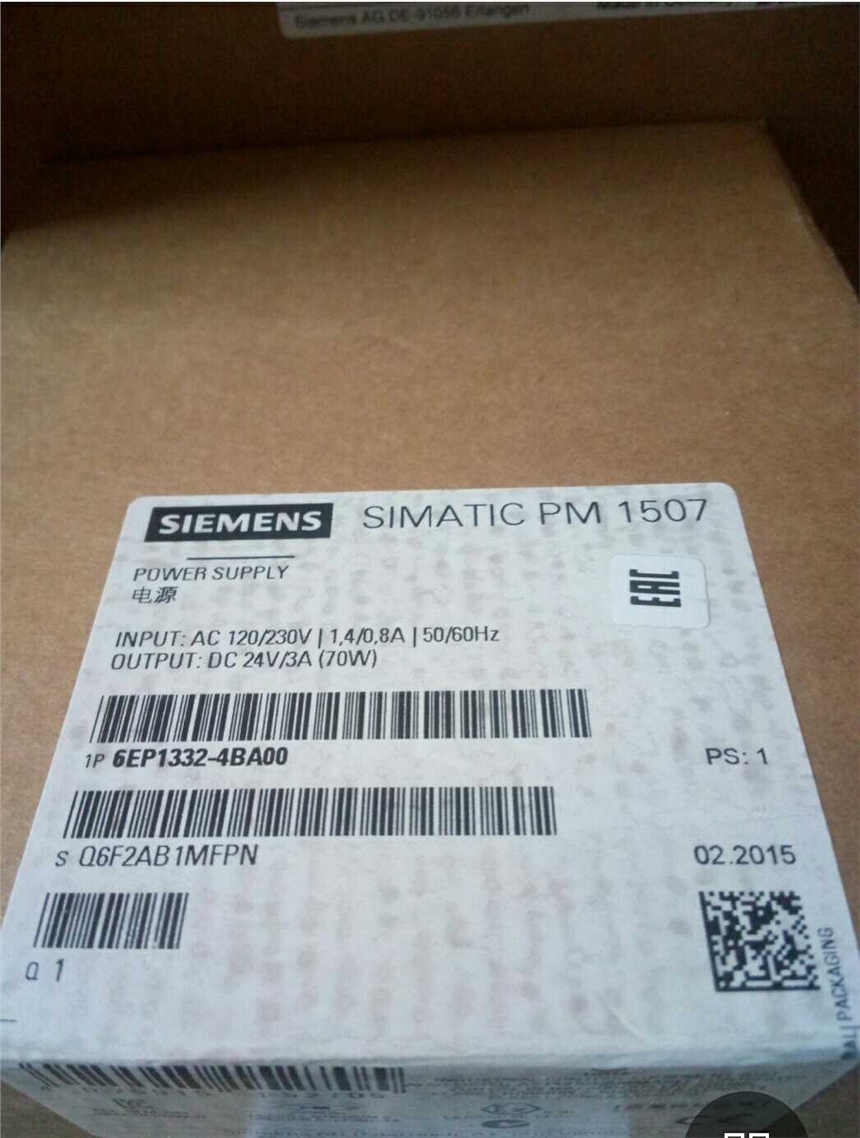 Siemens AG,DE-91056 Erlangen
SIEMENS SIMATIC PM 1507
POWER SUPPLY
电源
EAC
INPUT: AC 120/230V | 1,4/0,8A | 50/60Hz
OUTPUT: DC 24V/3A (70W)
1P 6EP1332-4BA00
PS: 1
S Q6F2AB1MFPN
02.2015
Q 1
PACKAGING